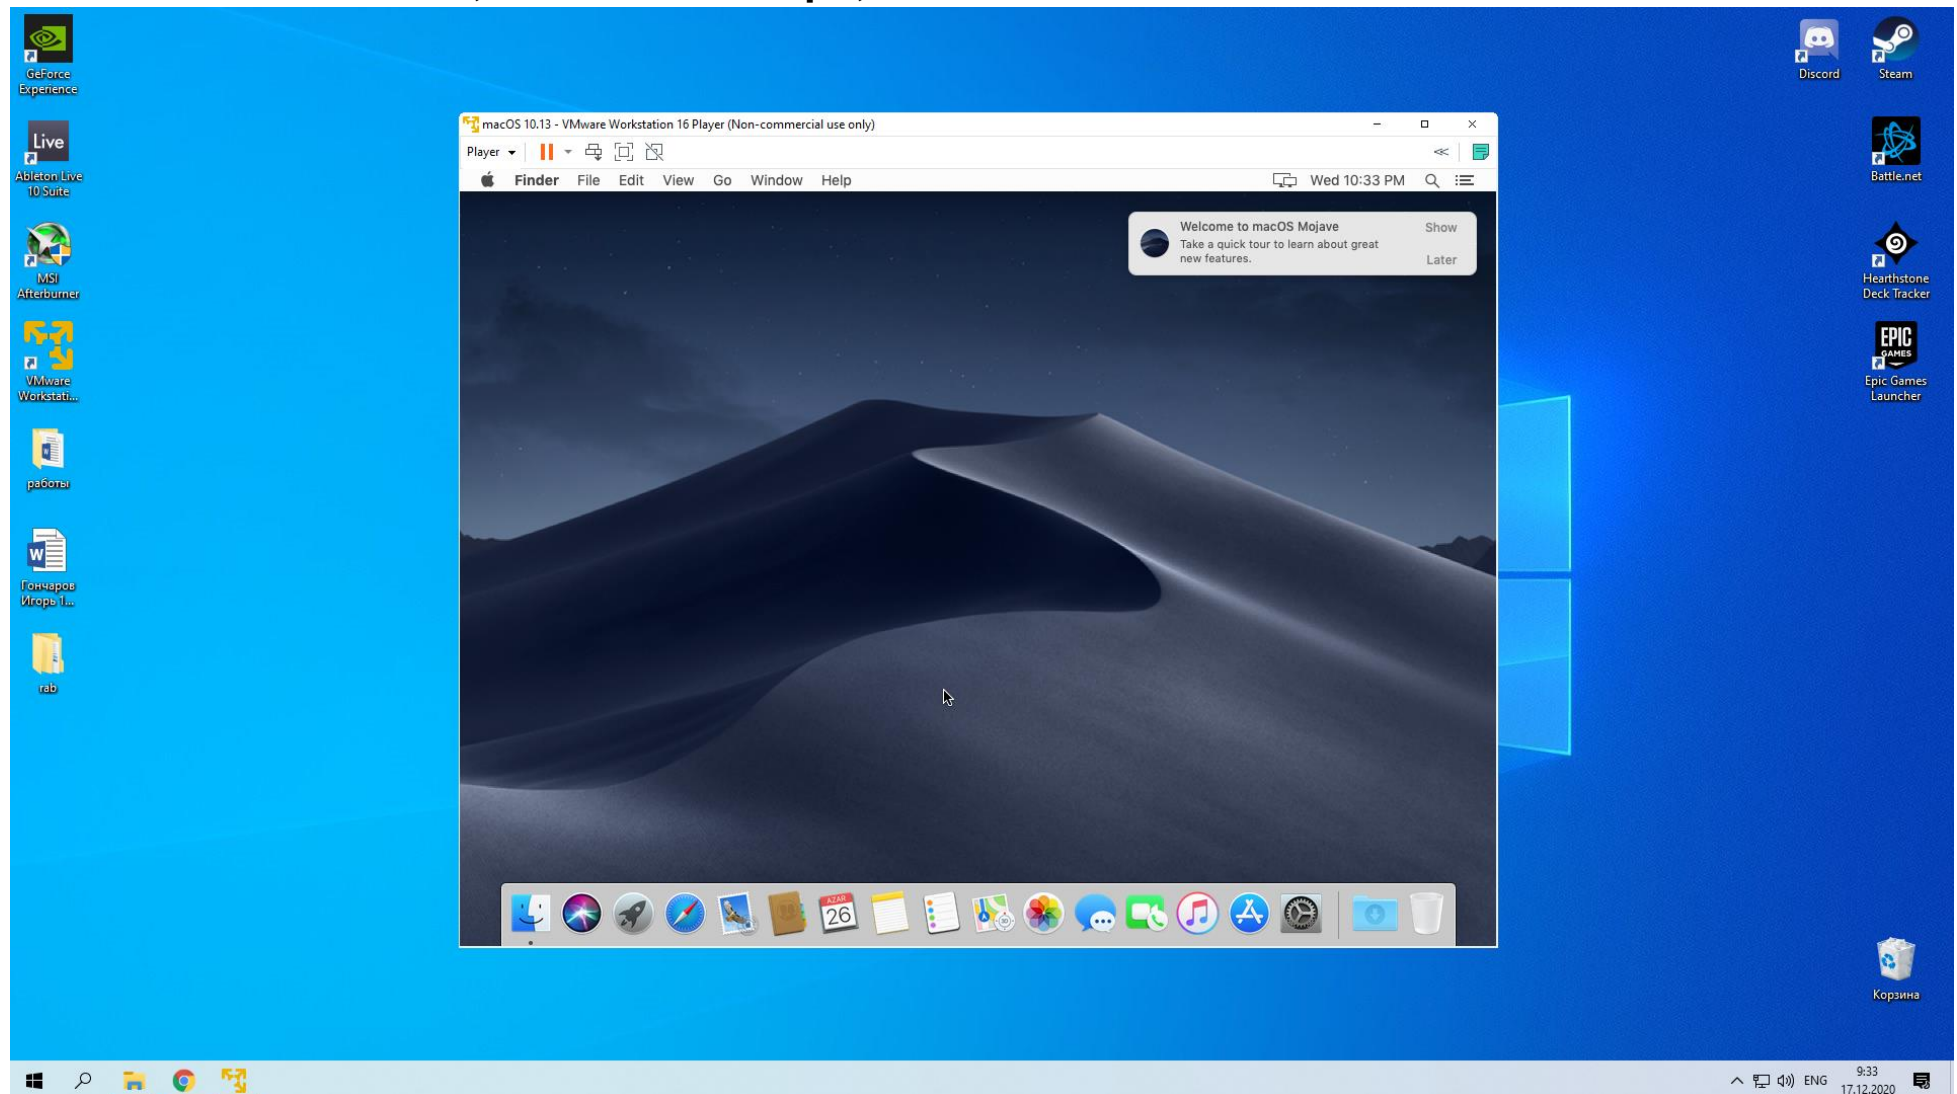 GeForce
Experience
Live
Ableton Live
10 Suite
MSI
Afterburner
VMware
Workstati...
работы
W
Гончаров
Игорь 1...
rab
macOS 10.13 - VMware Workstation 16 Player (Non-commercial use only)
Player
Finder File Edit View Go Window Help
Wed 10:33 PM
Welcome to macOS Mojave
Show
Take a quick tour to learn about great
new features.
Later
AZAR
26
Discord
Steam
Battle.net
Hearthstone
Deck Tracker
EPIC
GAMES
Epic Games
Launcher
Корзина
ENG
9:33
17.12.2020